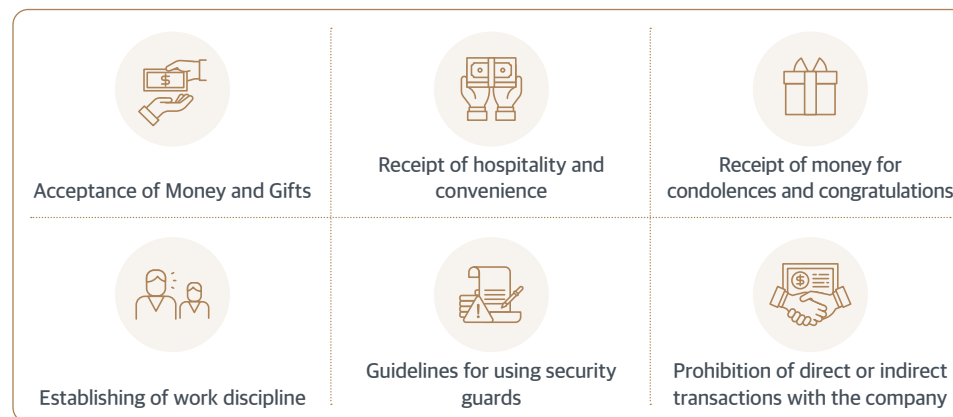 Acceptance of Money and Gifts
Receipt of hospitality and
convenience
Receipt of money for
condolences and congratulations
Establishing of work discipline
Guidelines for using security
guards
Prohibition of direct or indirect
transactions with the company